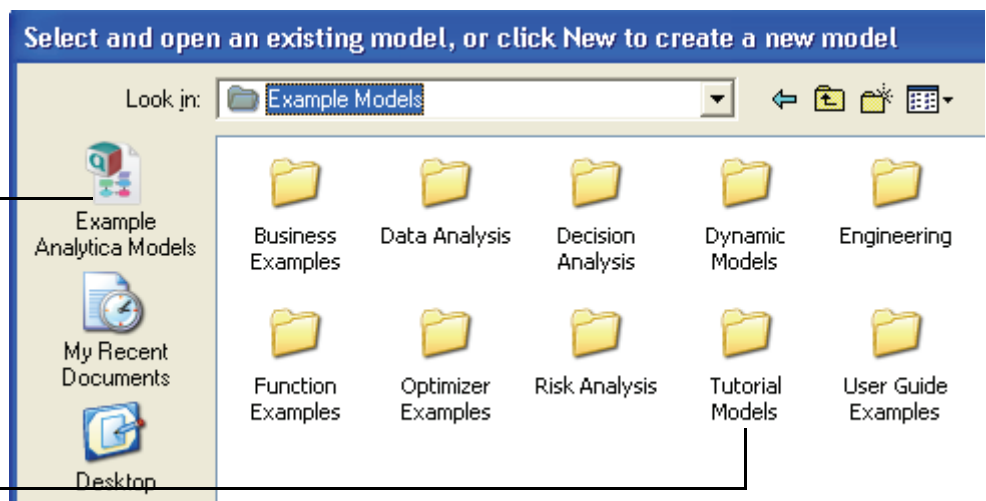 Select and open an existing model, or click New to create a new model
Look in: Example Models
Example
Analytica Models
My Recent
Documents
Desktop
Business
Examples
Data Analysis
Decision
Analysis
Dynamic
Models
Engineering
Function
Examples
Optimizer
Examples
Risk Analysis
Tutorial
Models
User Guide
Examples